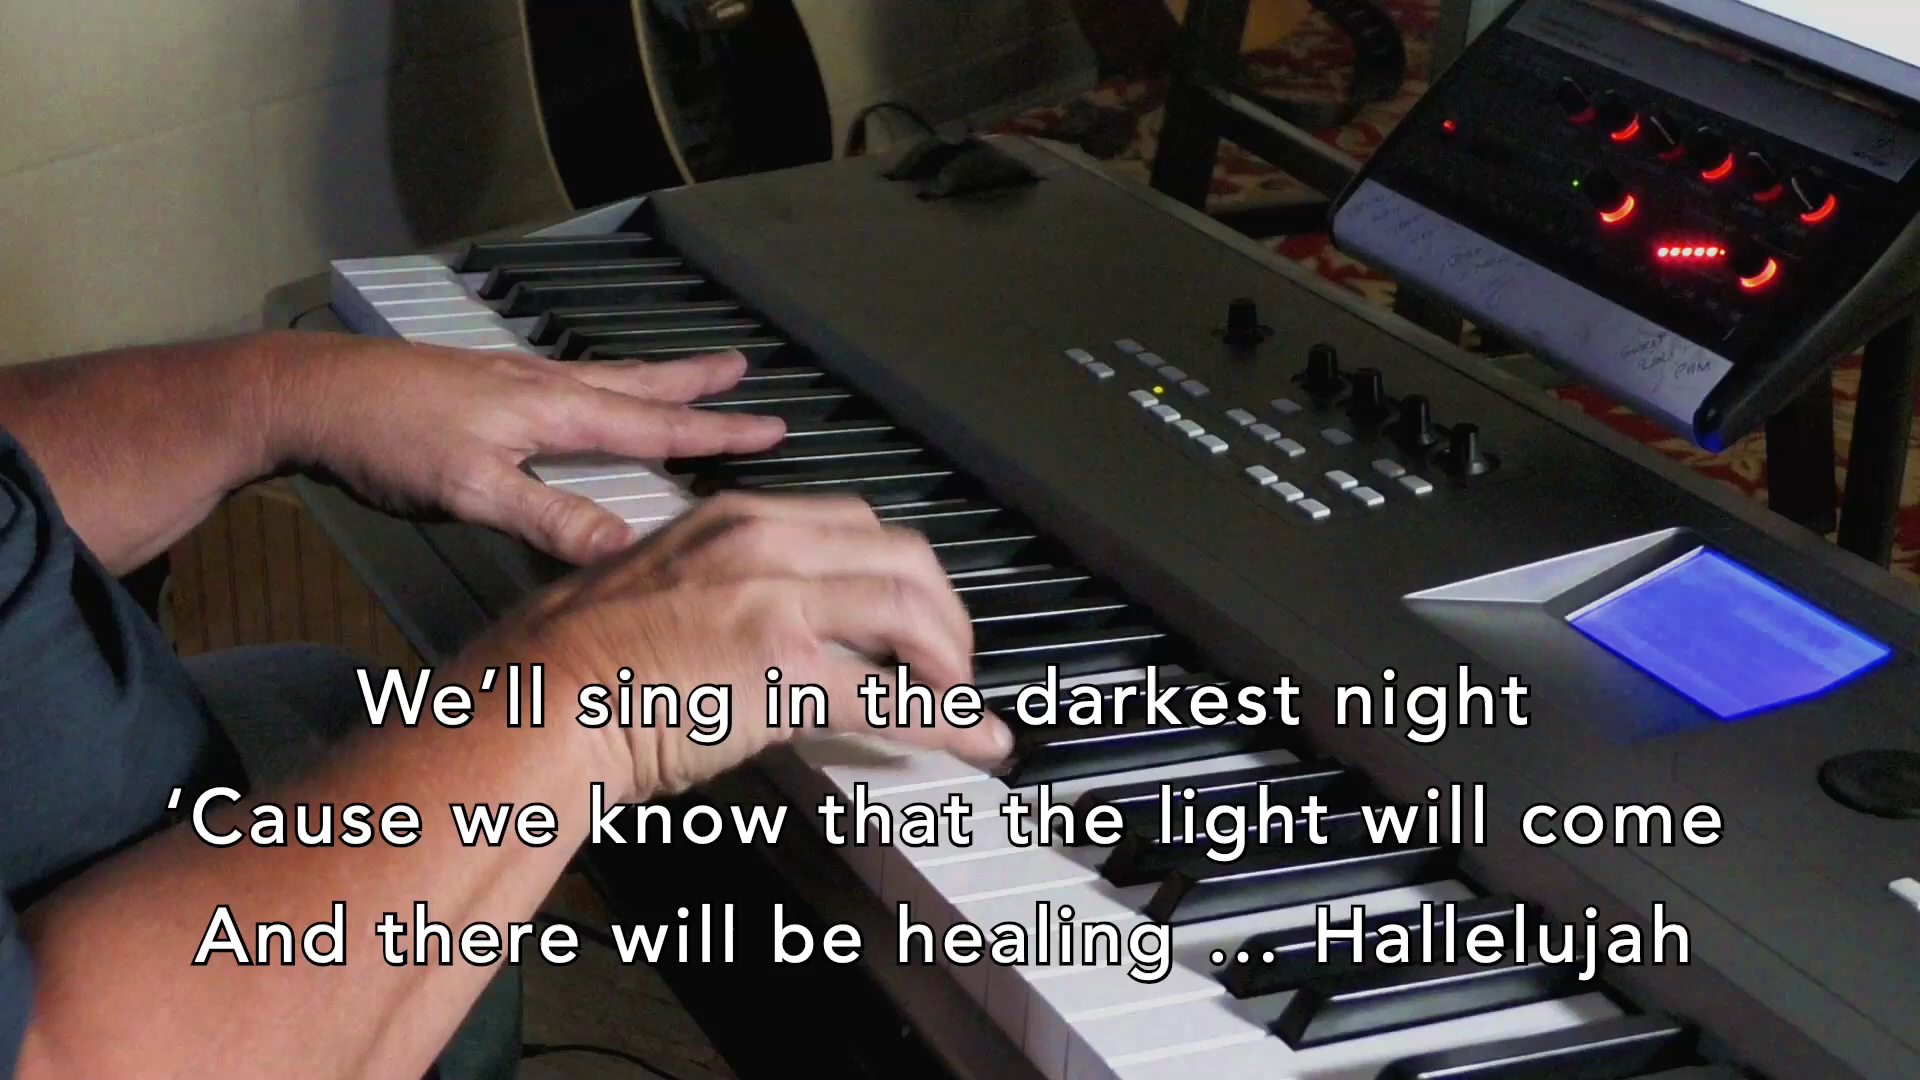 We’ll sing in the darkest night
‘Cause we know that the light will come
And there will be healing ... Hallelujah